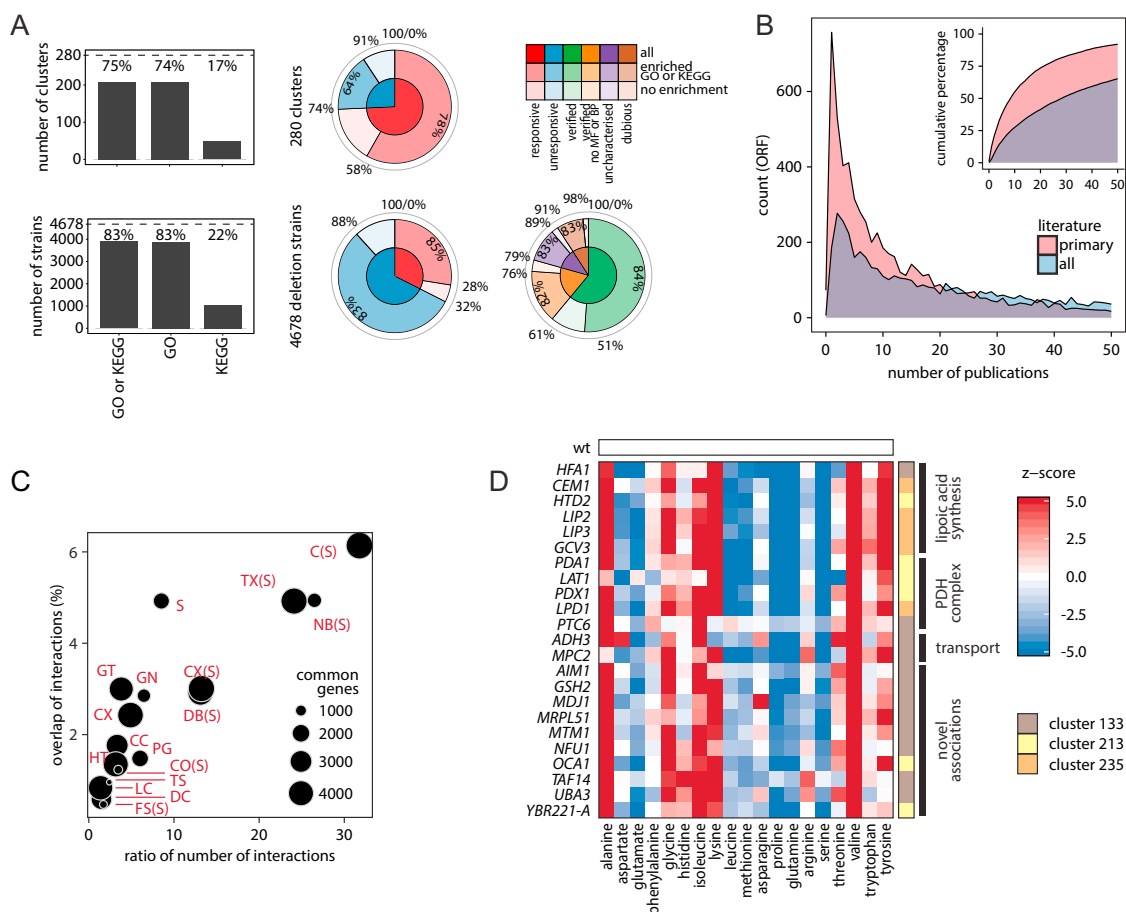 A
number of clusters
280
200
100
0
75%
74%
17%
280 clusters
91%
100/0%
64%
74%
78%
58%
all
enriched
GO or KEGG
no enrichment
responsive
unresponsive
verified
verified
no MF or BP
uncharacterised
dubious
number of strains
4678
4000
3000
2000
1000
0
83%
83%
22%
GO or KEGG
GO
KEGG
4678 deletion strains
88%
100/0%
85%
28%
32%
83%
98%
100/0%
91%
89%
83%
83%
79%
76%
82%
84%
61%
51%
B
count (ORF)
600
400
200
0
0
10
20
30
40
50
number of publications
cumulative percentage
100
75
50
25
0
0
10
20
30
40
50
literature
primary
all
C
overlap of interactions (%)
6
4
2
0
10
20
30
ratio of number of interactions
C(S)
TX(S)
S
NB(S)
GT
GN
CX(S)
CX
DB(S)
CC
PG
HT
CO(S)
TS
LC
DC
FS(S)
common
genes
1000
2000
3000
4000
D
wt
HFA1
CEM1
HTD2
LIP2
LIP3
GCV3
PDA1
LAT1
PDX1
LPD1
PTC6
ADH3
MPC2
AIM1
GSH2
MDJ1
MRPL51
MTM1
NFU1
OCA1
TAF14
UBA3
YBR221-A
alanine
aspartate
glutamate
phenylalanine
glycine
histidine
isoleucine
lysine
leucine
methionine
asparagine
proline
glutamine
arginine
serine
threonine
valine
tryptophan
tyrosine
lipoic acid
synthesis
PDH
complex
transport
novel
associations
z−score
5.0
2.5
0.0
-2.5
-5.0
cluster 133
cluster 213
cluster 235